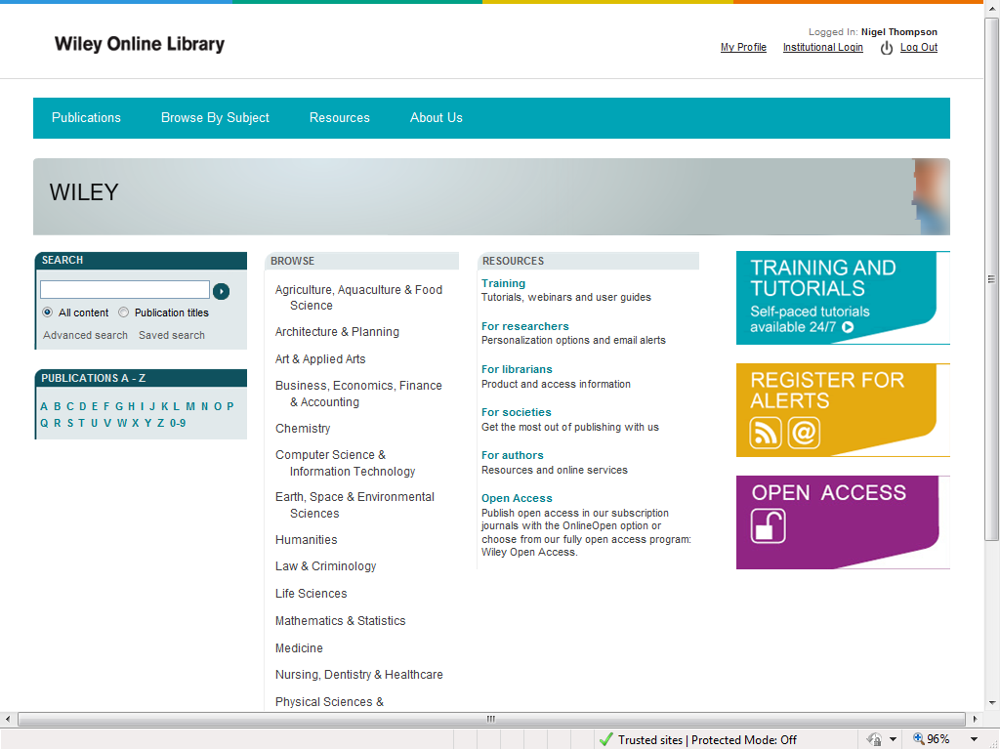 Wiley Online Library
Logged In: Nigel Thompson
My Profile Institutional Login Log Out
Publications Browse By Subject Resources About Us
WILEY
SEARCH
All content Publication titles
Advanced search Saved search
PUBLICATIONS A - Z
A B C D E F G H I J K L M N O P
Q R S T U V W X Y Z 0-9
BROWSE
Agriculture, Aquaculture & Food
Science
Architecture & Planning
Art & Applied Arts
Business, Economics, Finance
& Accounting
Chemistry
Computer Science &
Information Technology
Earth, Space & Environmental
Sciences
Humanities
Law & Criminology
Life Sciences
Mathematics & Statistics
Medicine
Nursing, Dentistry & Healthcare
Physical Sciences &
RESOURCES
Training
Tutorials, webinars and user guides
For researchers
Personalization options and email alerts
For librarians
Product and access information
For societies
Get the most out of publishing with us
For authors
Resources and online services
Open Access
Publish open access in our subscription
journals with the OnlineOpen option or
choose from our fully open access program:
Wiley Open Access.
TRAINING AND
TUTORIALS
Self-paced tutorials
available 24/7
REGISTER FOR
ALERTS
@
OPEN ACCESS
Trusted sites | Protected Mode: Off
96%